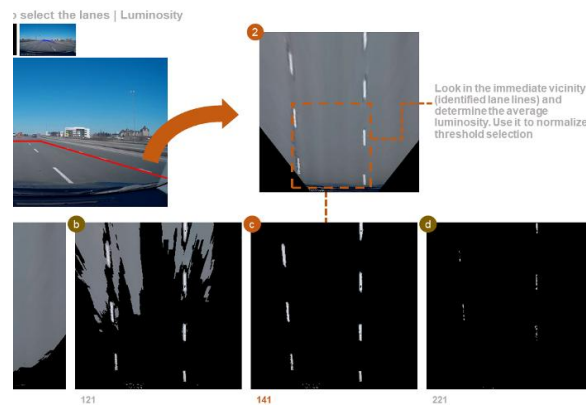 o select the lanes | Luminosity
2
Look in the immediate vicinity
(identified lane lines) and
determine the average
luminosity. Use it to normalize
threshold selection
b
c
d
121
141
221